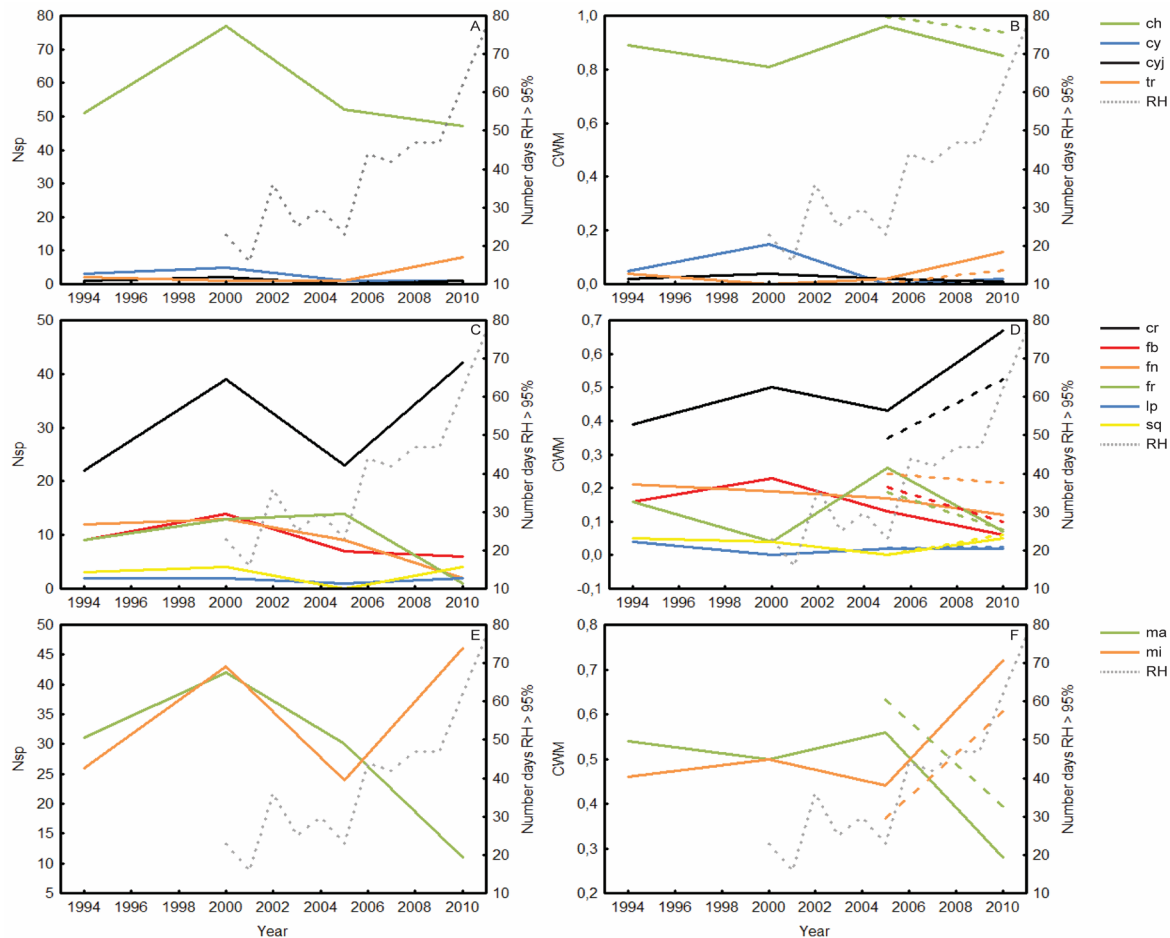 A
80
70
60
50
40
30
20
10
0
Nsp
80
70
60
50
40
30
20
10
Number days RH > 95%
1994 1996 1998 2000 2002 2004 2006 2008 2010
B
1,0
0,8
0,6
0,4
0,2
0,0
CWM
80
70
60
50
40
30
20
10
Number days RH > 95%
1994 1996 1998 2000 2002 2004 2006 2008 2010
ch
cy
cyj
tr
RH
C
50
40
30
20
10
0
Nsp
80
70
60
50
40
30
20
10
Number days RH > 95%
1994 1996 1998 2000 2002 2004 2006 2008 2010
D
0,7
0,6
0,5
0,4
0,3
0,2
0,1
0,0
-0,1
CWM
80
70
60
50
40
30
20
10
Number days RH > 95%
1994 1996 1998 2000 2002 2004 2006 2008 2010
cr
fb
fn
fr
lp
sq
RH
E
50
45
40
35
30
25
20
15
10
5
Nsp
80
70
60
50
40
30
20
10
Number days RH > 95%
1994 1996 1998 2000 2002 2004 2006 2008 2010
Year
F
0,8
0,7
0,6
0,5
0,4
0,3
0,2
CWM
80
70
60
50
40
30
20
10
Number days RH > 95%
1994 1996 1998 2000 2002 2004 2006 2008 2010
Year
ma
mi
RH